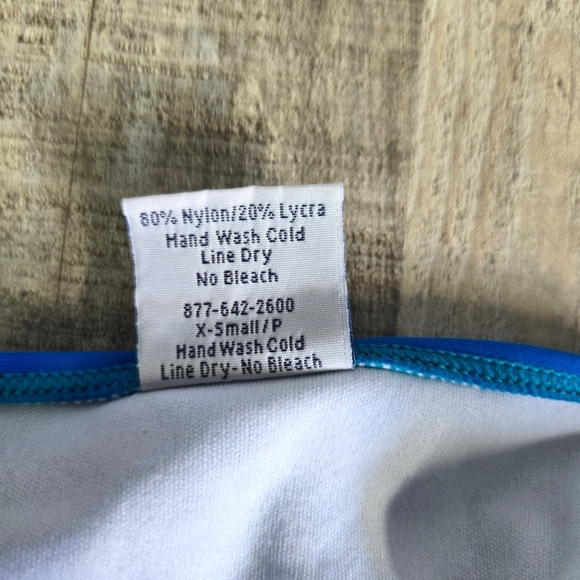 80% Nylon/20% Lycra
Hand Wash Cold
Line Dry
No Bleach
877-642-2600
X-Small/P
Hand Wash Cold
Line Dry-No Bleach